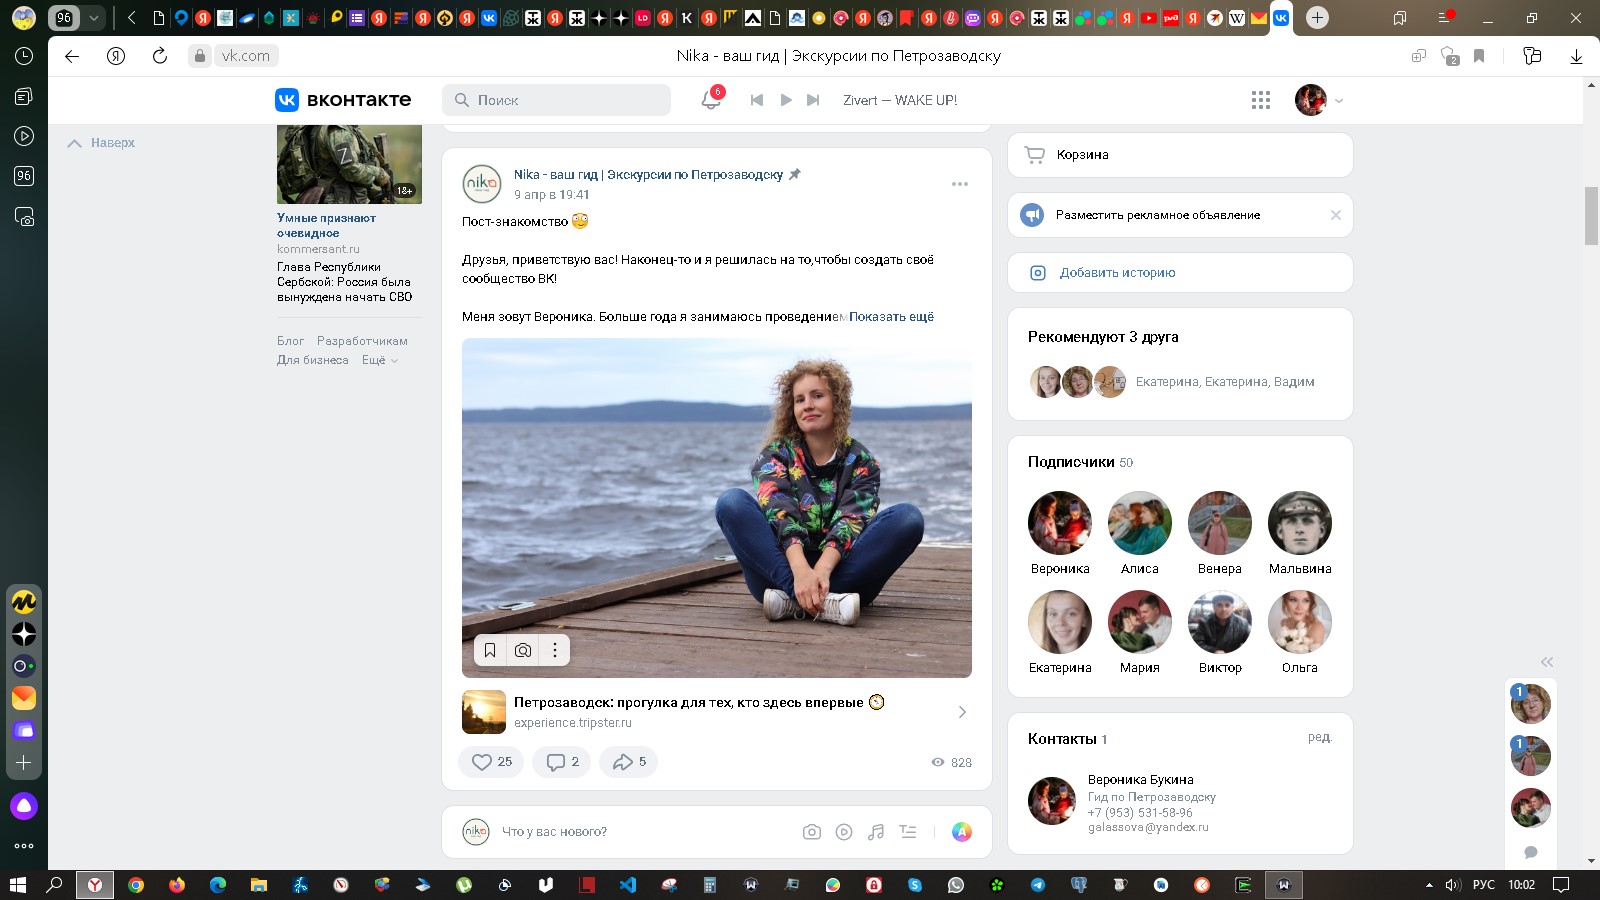 96
vk.com
Nika - ваш гид | Экскурсии по Петрозаводску
2
ВКОНТАКТЕ
Поиск
6
Zivert — WAKE UP!
Наверх
96
Z
18+
Умные признают
очевидное
kommersant.ru
Глава Республики
Сербской: Россия была
вынуждена начать СВО
Блог Разработчикам
Для бизнеса Ещё
nika
Nika - ваш гид | Экскурсии по Петрозаводску
9 апр в 19:41
Пост-знакомство
Друзья, приветствую вас! Наконец-то и я решилась на то,чтобы создать своё
сообщество ВК!
Меня зовут Вероника. Больше года я занимаюсь проведением Показать ещё
Петрозаводск: прогулка для тех, кто здесь впервые
experience.tripster.ru
25
2
5
828
nika
Что у вас нового?
Корзина
Разместить рекламное объявление
Добавить историю
Рекомендуют 3 друга
Екатерина, Екатерина, Вадим
Подписчики 50
Вероника Алиса Венера Мальвина
Екатерина Мария Виктор Ольга
Контакты 1 ред.
Вероника Букина
Гид по Петрозаводску
+7 (953) 531-58-96
galassova@yandex.ru
1
1
РУС 10:02